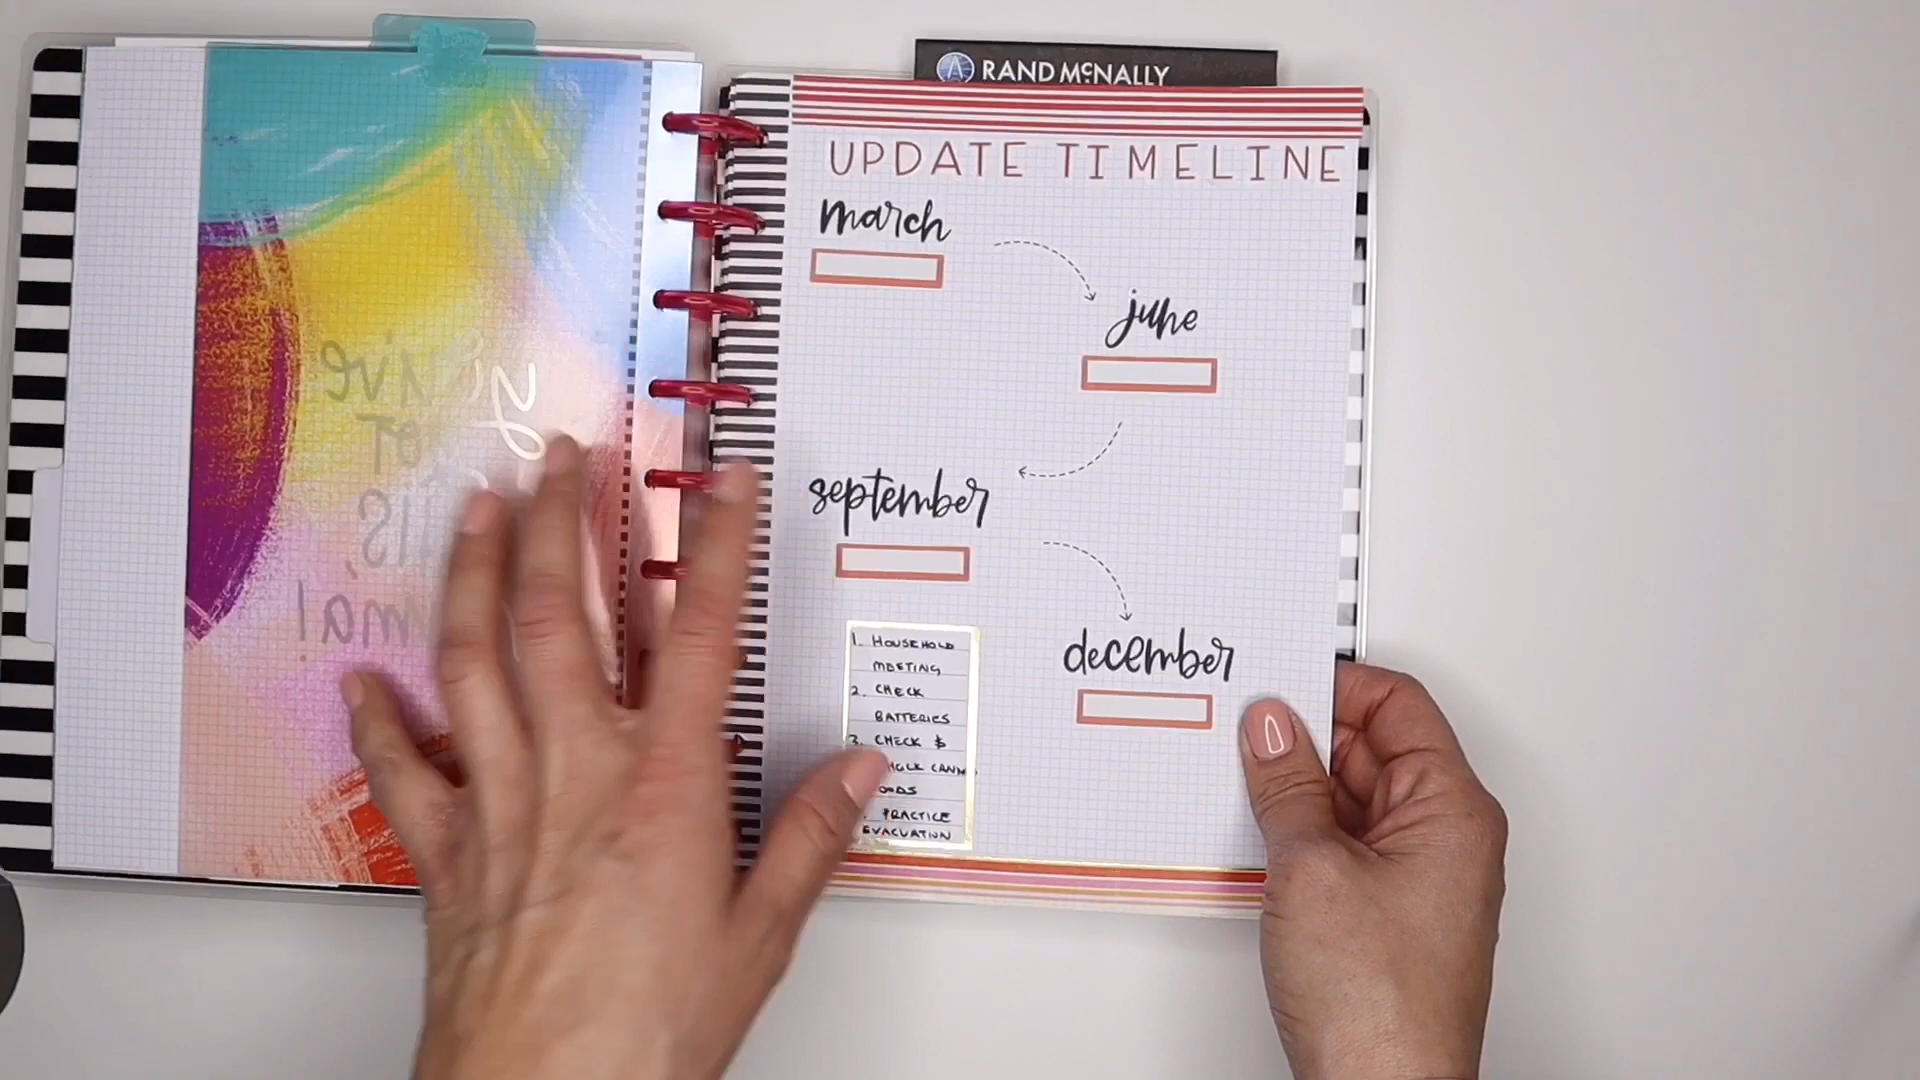 RAND MCNALLY
UPDATE TIMELINE
march
june
september
december
1. HOUSEHOLD
MEETING
2. CHECK
BATTERIES
3. CHECK $
EVACUATION
PRACTICE